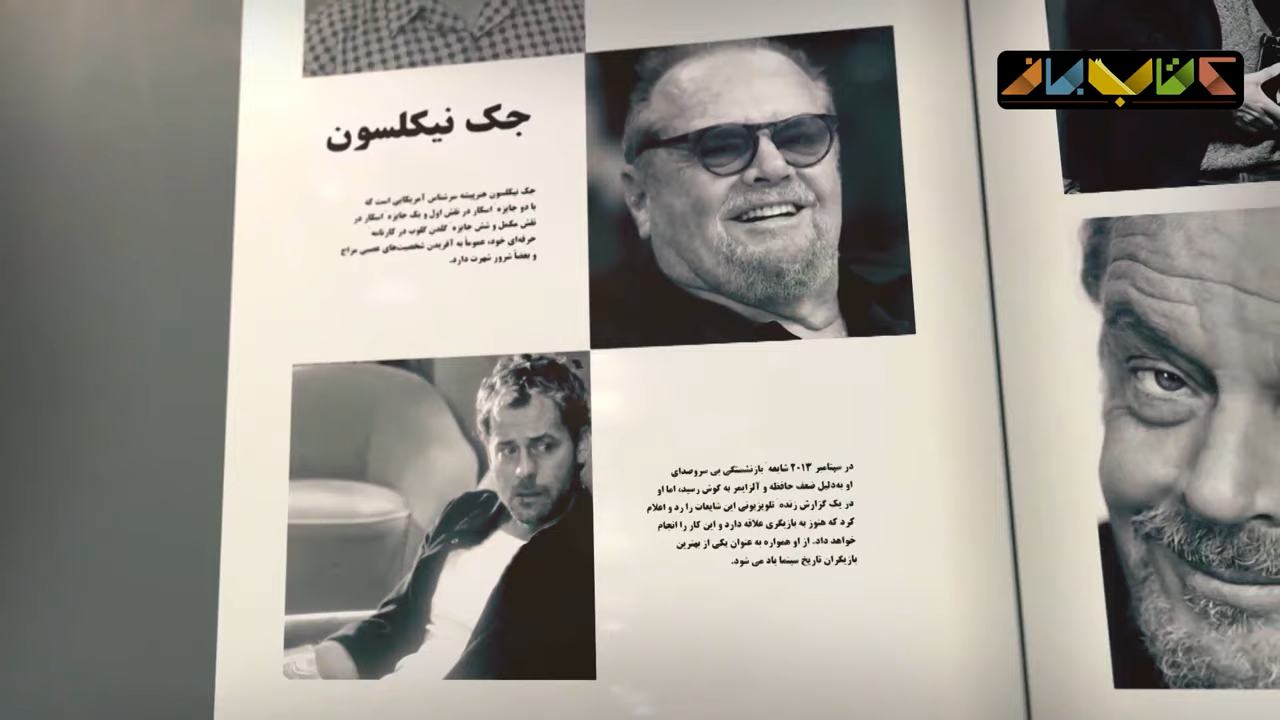 کتاب باز
جک نیکلسون
جک نیکلسون هنرپیشه سرشناس آمریکایی است که
با دو جایزهٔ اسکار در نقش اول و یک جایزهٔ اسکار در
نقش مکمل و شش جایزهٔ گلدن گلوب در کارنامه
حرفه‌ای خود، عموماً به آفریدن شخصیت‌های عصبی مزاج
و بعضاً شرور شهرت دارد.
در سپتامبر ۲۰۱۳ شایعهٔ بازنشستگی بی سروصدای
او به‌دلیل ضعف حافظه و آلزایمر به گوش رسید، اما او
در یک گزارش زندهٔ تلویزیونی این شایعات را رد و اعلام
کرد که هنوز به بازیگری علاقه دارد و این کار را انجام
خواهد داد. از او همواره به عنوان یکی از بهترین
بازیگران تاریخ سینما یاد می شود.